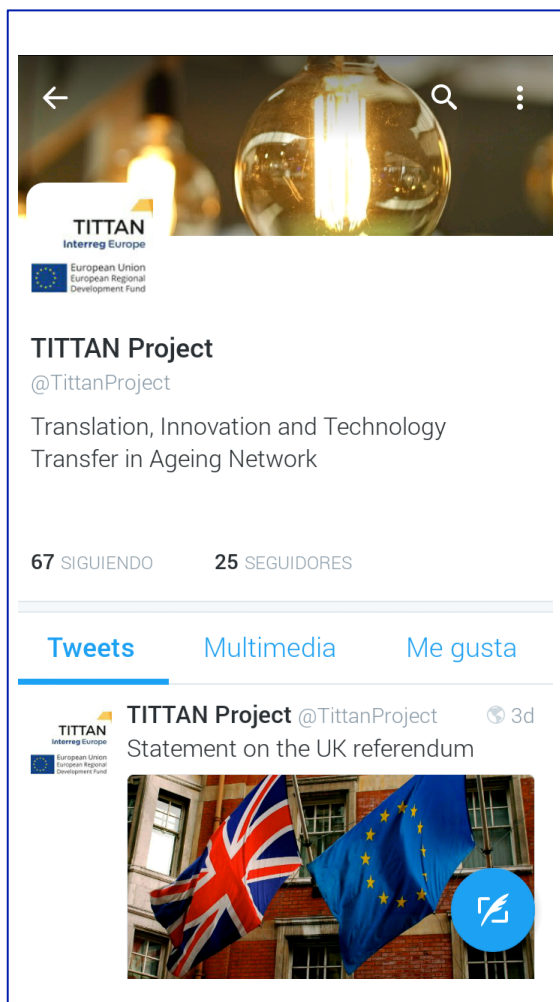 TITTAN
Interreg Europe
European Union
European Regional
Development Fund
TITTAN Project
@TittanProject
Translation, Innovation and Technology
Transfer in Ageing Network
67 SIGUIENDO 25 SEGUIDORES
Tweets Multimedia Me gusta
TITTAN Project @TittanProject 3d
Statement on the UK referendum
TITTAN
Interreg Europe
European Union
European Regional
Development Fund